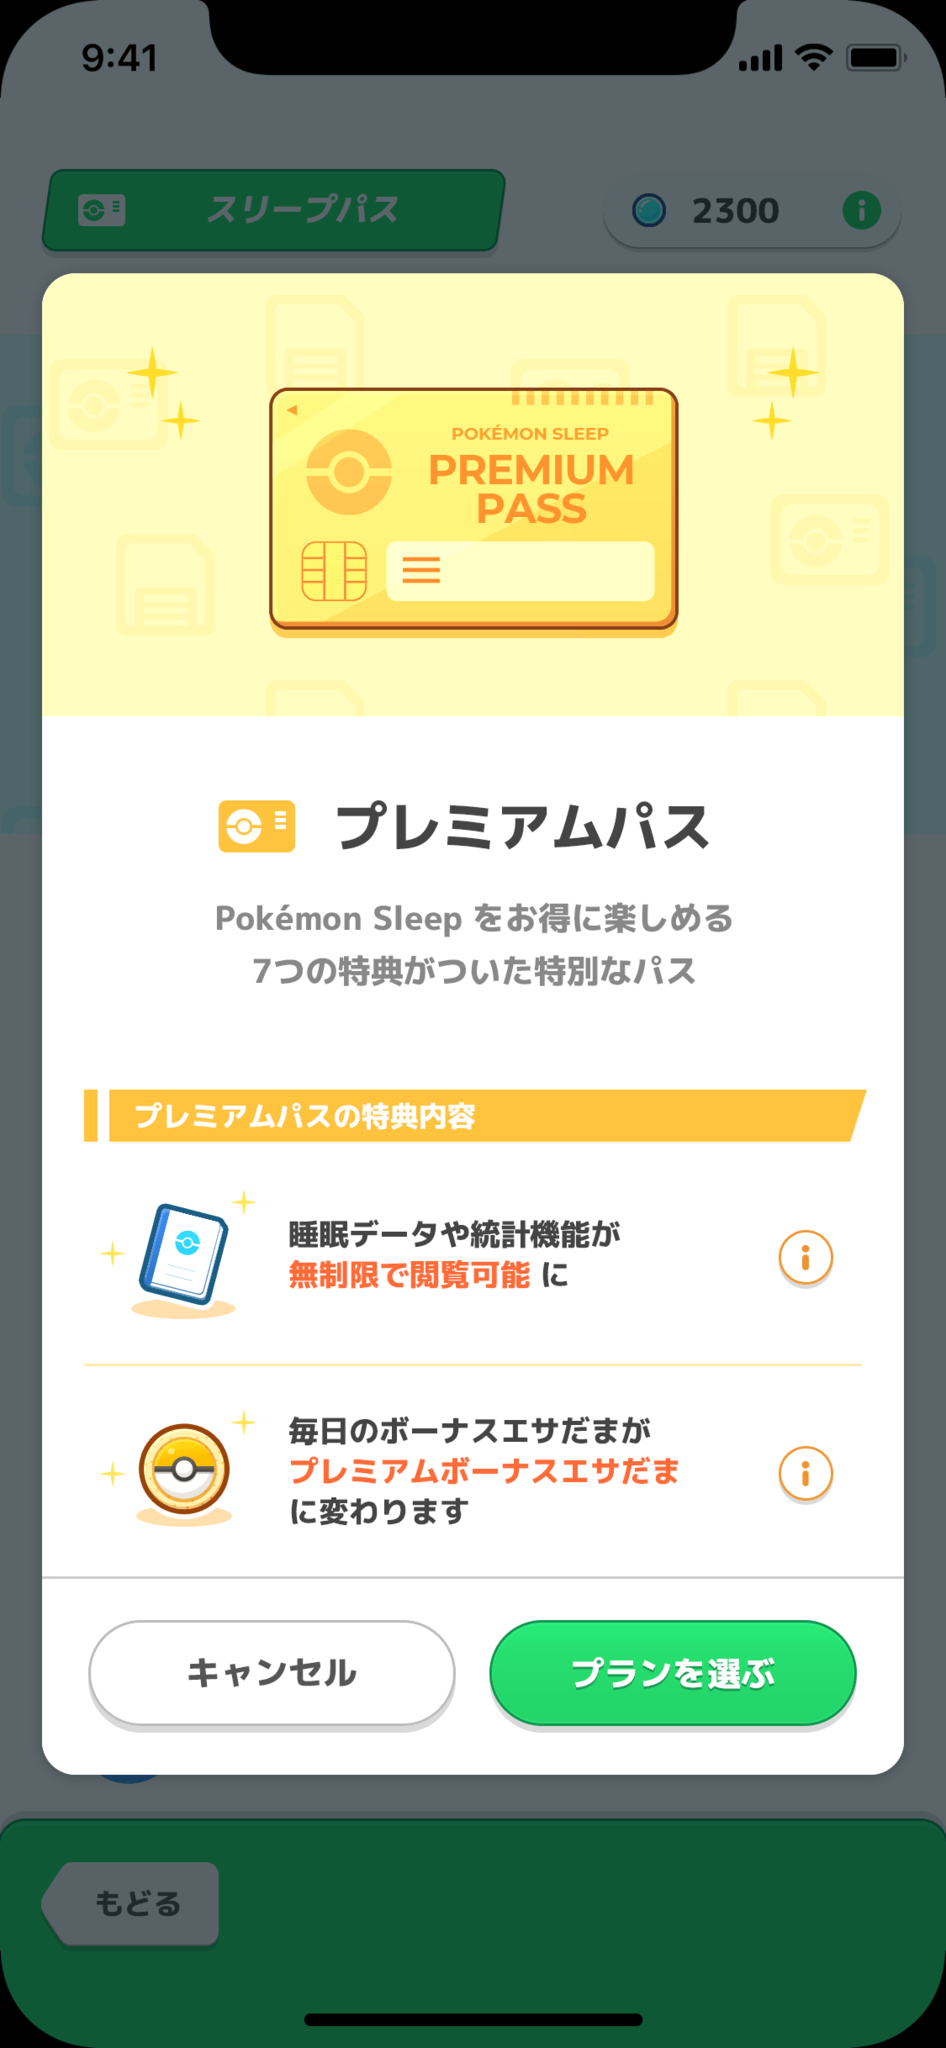 9:41
スリープパス
2300
POKÉMON SLEEP
PREMIUM
PASS
プレミアムパス
Pokémon Sleep をお得に楽しめる
7つの特典がついた特別なパス
プレミアムパスの特典内容
睡眠データや統計機能が
無制限で閲覧可能 に
毎日のボーナスエサだまが
プレミアムボーナスエサだま
に変わります
キャンセル
プランを選ぶ
もどる